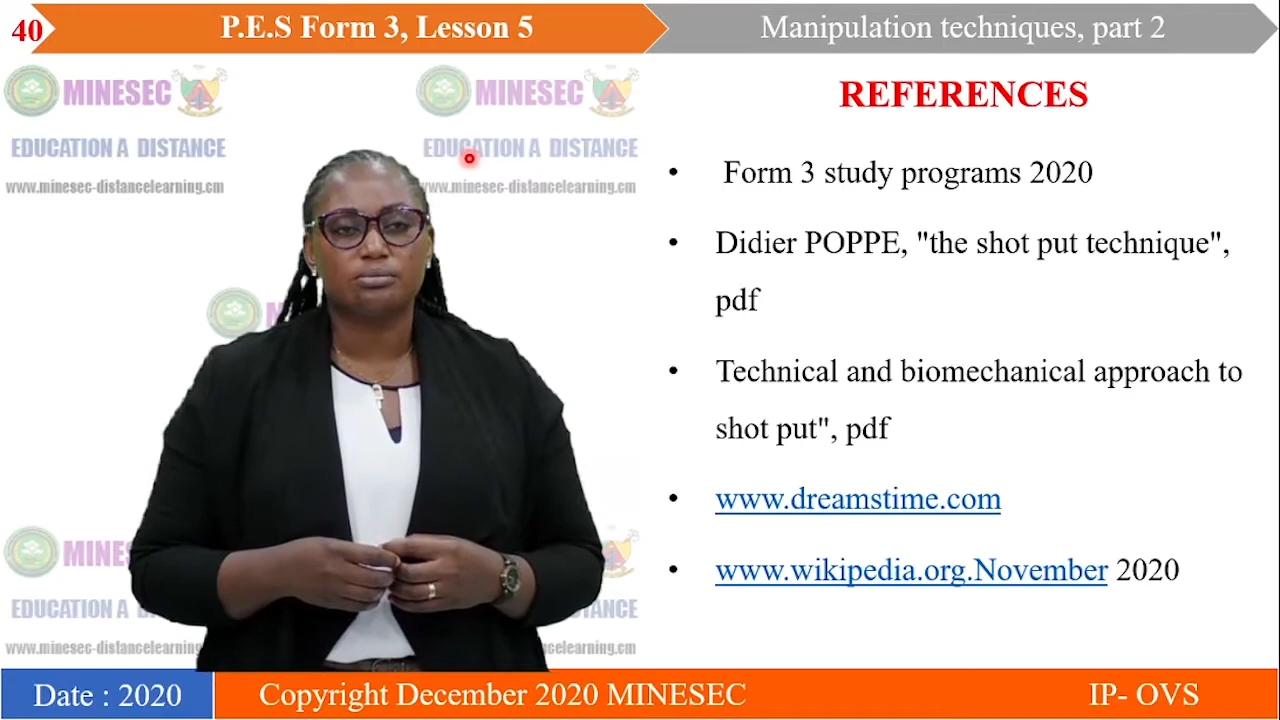 40
P.E.S Form 3, Lesson 5
Manipulation techniques, part 2
MINESEC
EDUCATION A DISTANCE
www.minesec-distancelearning.cm
MINESEC
EDUCATION A DISTANCE
www.minesec-distancelearning.cm
REFERENCES
• Form 3 study programs 2020
• Didier POPPE, "the shot put technique",
pdf
• Technical and biomechanical approach to
shot put", pdf
• www.dreamstime.com
• www.wikipedia.org.November 2020
Date : 2020
Copyright December 2020 MINESEC
IP- OVS